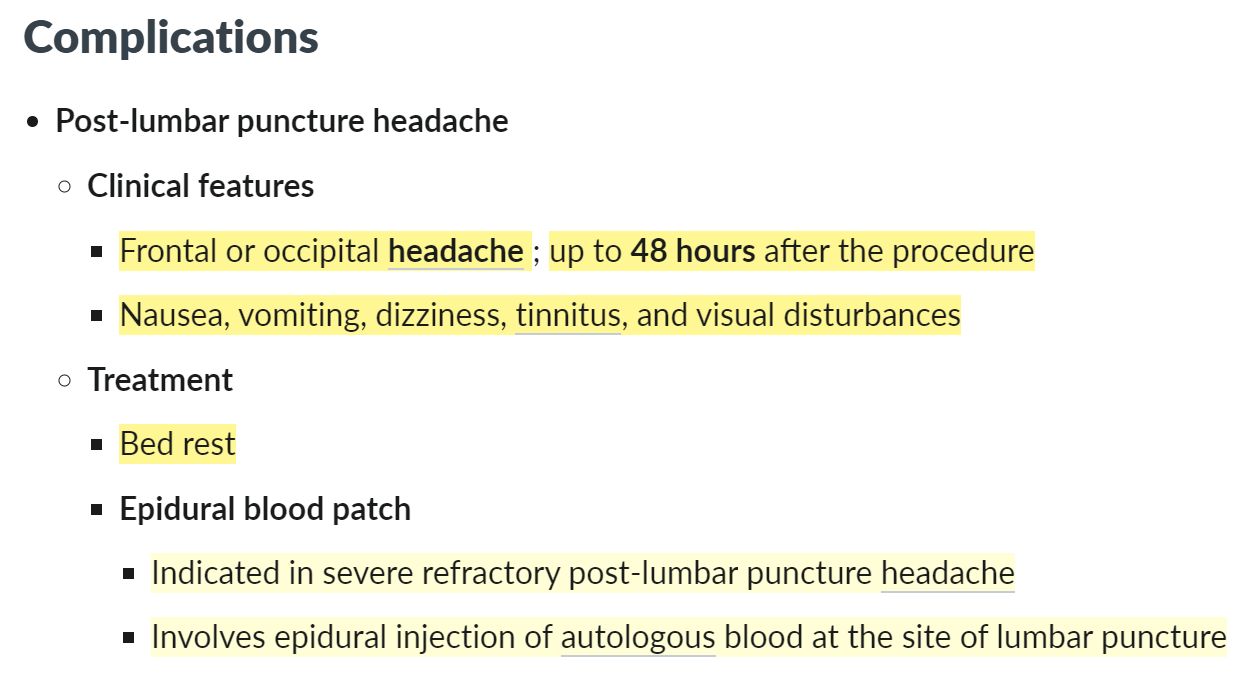 Complications
Post-lumbar puncture headache
Clinical features
Frontal or occipital headache ; up to 48 hours after the procedure
Nausea, vomiting, dizziness, tinnitus, and visual disturbances
Treatment
Bed rest
Epidural blood patch
Indicated in severe refractory post-lumbar puncture headache
Involves epidural injection of autologous blood at the site of lumbar puncture